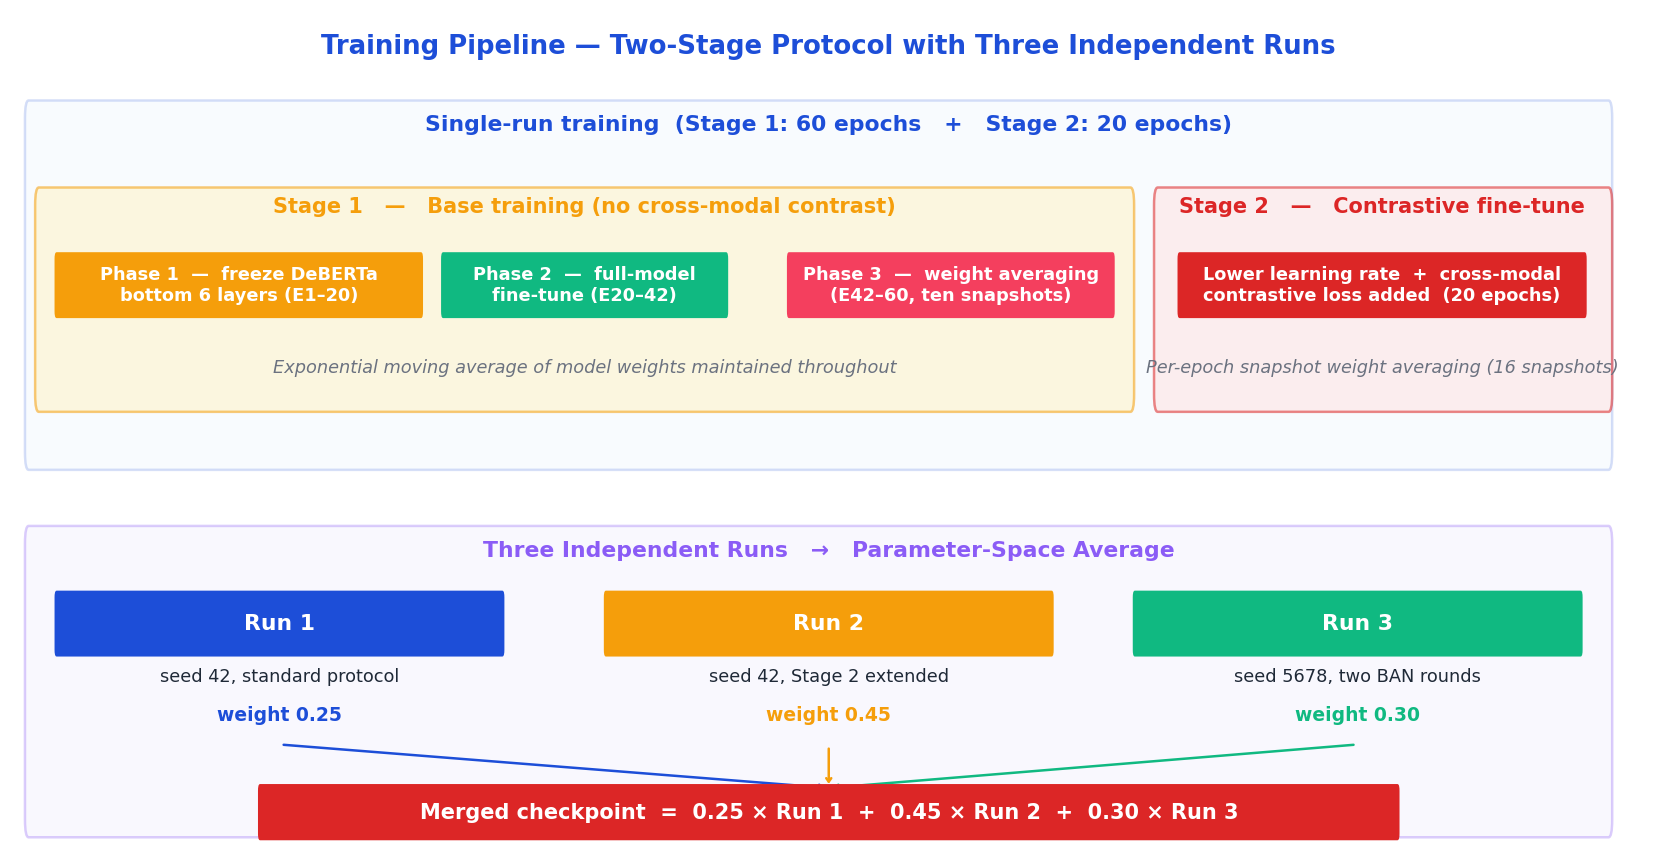 Training Pipeline — Two-Stage Protocol with Three Independent Runs
Single-run training (Stage 1: 60 epochs + Stage 2: 20 epochs)
Stage 1 — Base training (no cross-modal contrast)
Phase 1 — freeze DeBERTa
bottom 6 layers (E1–20)
Phase 2 — full-model
fine-tune (E20–42)
Phase 3 — weight averaging
(E42–60, ten snapshots)
Exponential moving average of model weights maintained throughout
Stage 2 — Contrastive fine-tune
Lower learning rate + cross-modal
contrastive loss added (20 epochs)
Per-epoch snapshot weight averaging (16 snapshots)
Three Independent Runs → Parameter-Space Average
Run 1
seed 42, standard protocol
weight 0.25
Run 2
seed 42, Stage 2 extended
weight 0.45
Run 3
seed 5678, two BAN rounds
weight 0.30
Merged checkpoint = 0.25 × Run 1 + 0.45 × Run 2 + 0.30 × Run 3